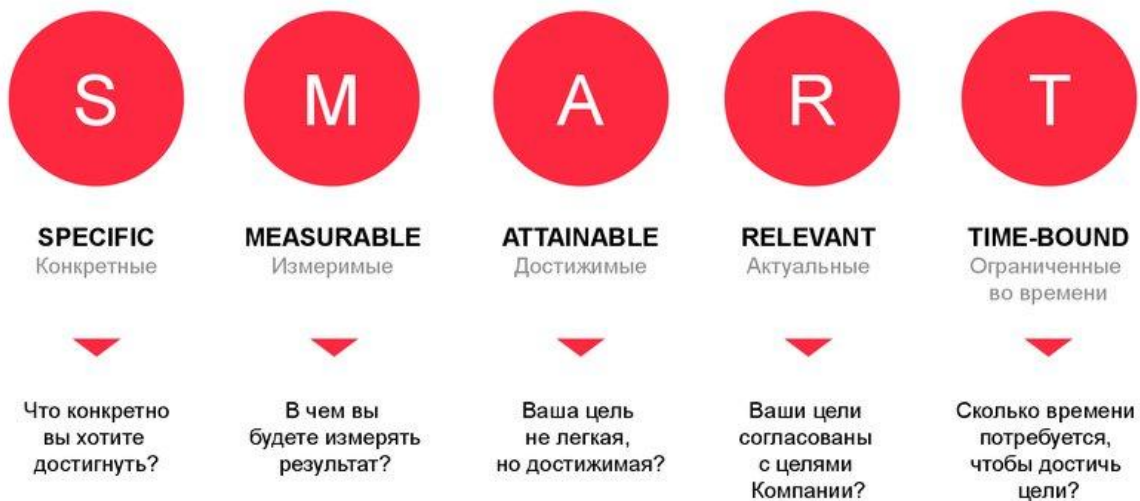 S
M
A
R
T
SPECIFIC
Конкретные
Что конкретно
вы хотите
достигнуть?
MEASURABLE
Измеримые
В чем вы
будете измерять
результат?
ATTAINABLE
Достижимые
Ваша цель
не легкая,
но достижимая?
RELEVANT
Актуальные
Ваши цели
согласованы
с целями
Компании?
TIME-BOUND
Ограниченные
во времени
Сколько времени
потребуется,
чтобы достичь
цели?